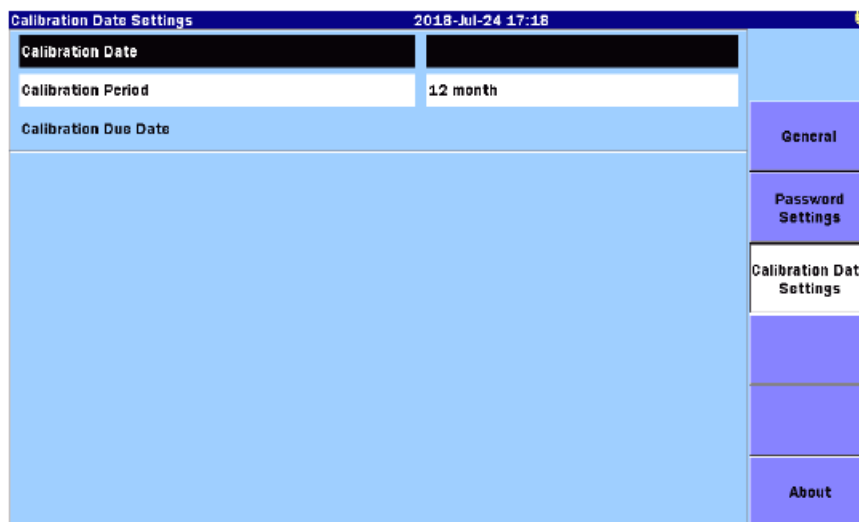 Calibration Date Settings 2018-Jul-24 17:18
Calibration Date
Calibration Period 12 month
Calibration Due Date
General
Password
Settings
Calibration Dat
Settings
About